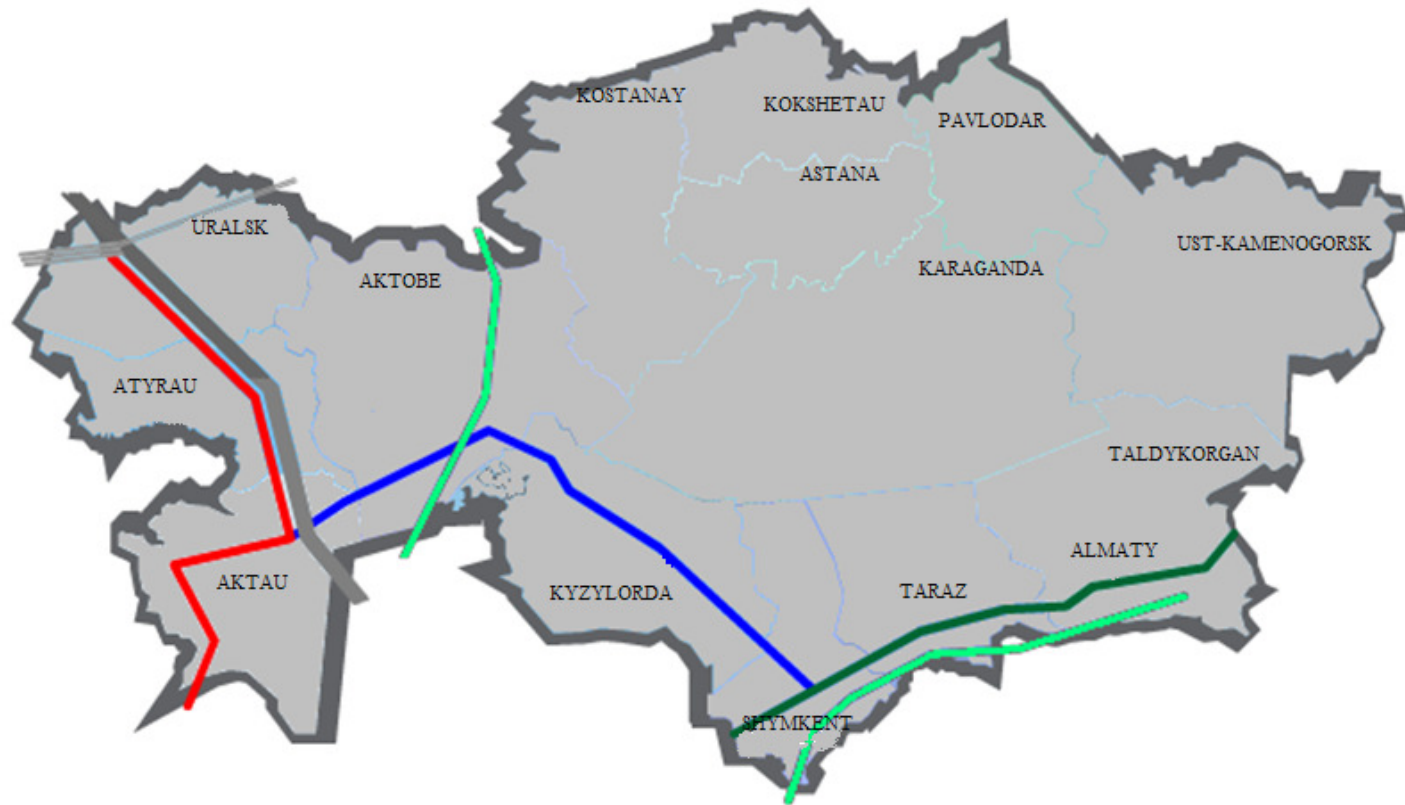 KOSTANAY
KOKSHETAU
PAVLODAR
ASTANA
URALSK
UST-KAMENOGORSK
KARAGANDA
AKTOBE
ATYRAU
TALDYKORGAN
ALMATY
AKTAU
KYZYLORDA
TARAZ
SHYMKENT